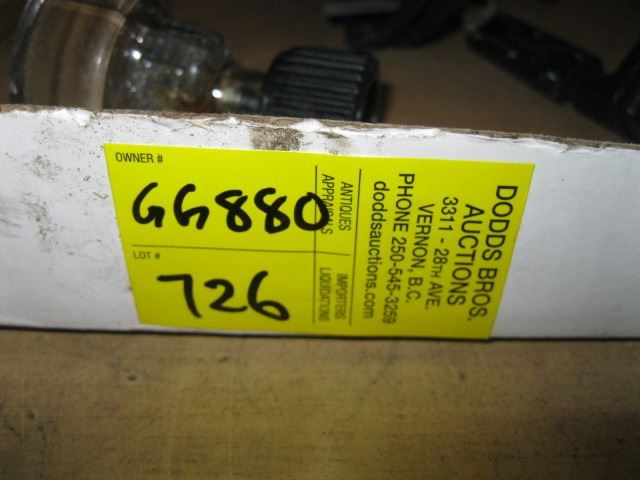 OWNER #
GG880
LOT #
726
ANTIQUES
APPRAISALS
IMPORTERS
LIQUIDATIONS
DODDS BROS.
AUCTIONS
3311 - 28TH AVE.
VERNON, B.C.
PHONE 250-545-3259
doddsauctions.com